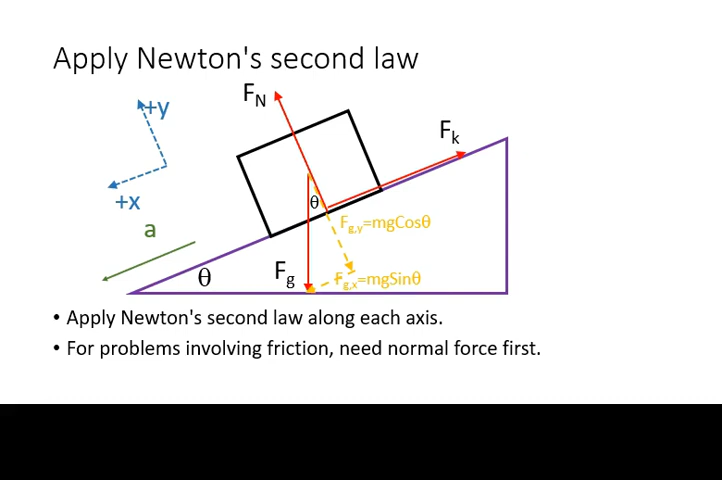 Apply Newton's second law
+y
F_N
F_k
+x
θ
F_g,y=mgCosθ
a
θ
F_g
F_g,x=mgSinθ
• Apply Newton's second law along each axis.
• For problems involving friction, need normal force first.